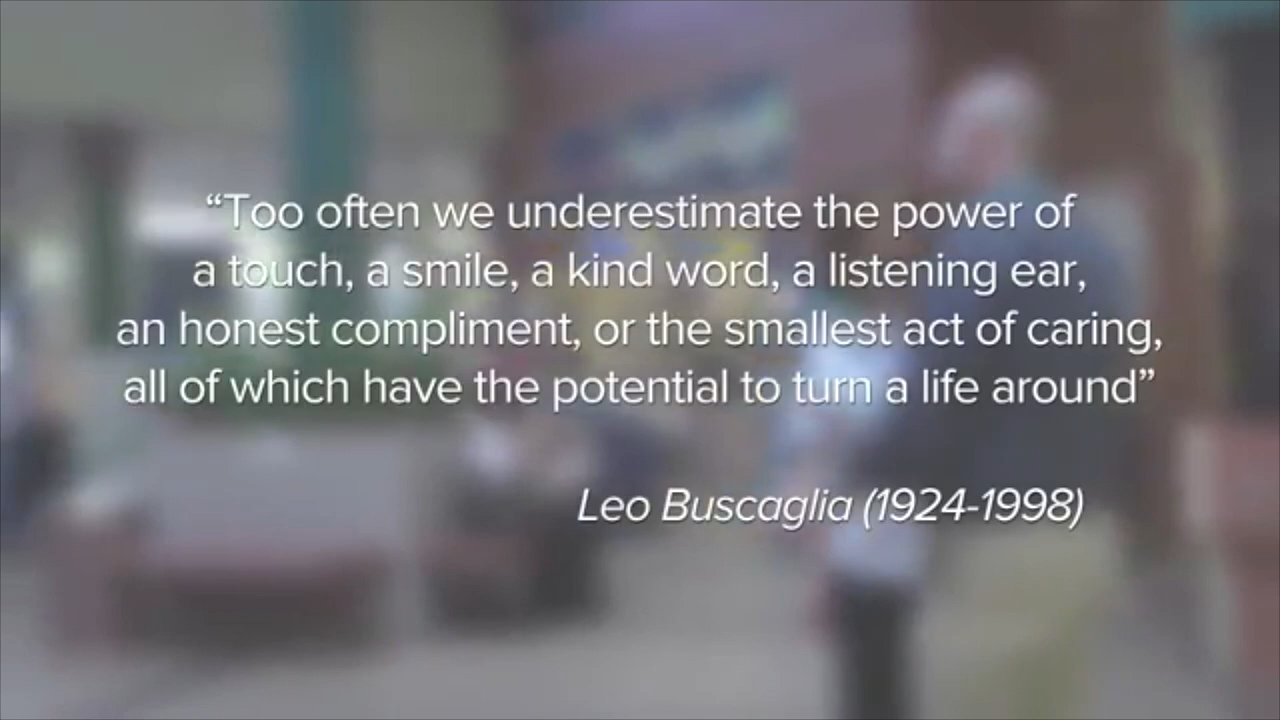 “Too often we underestimate the power of
a touch, a smile, a kind word, a listening ear,
an honest compliment, or the smallest act of caring,
all of which have the potential to turn a life around”
Leo Buscaglia (1924-1998)